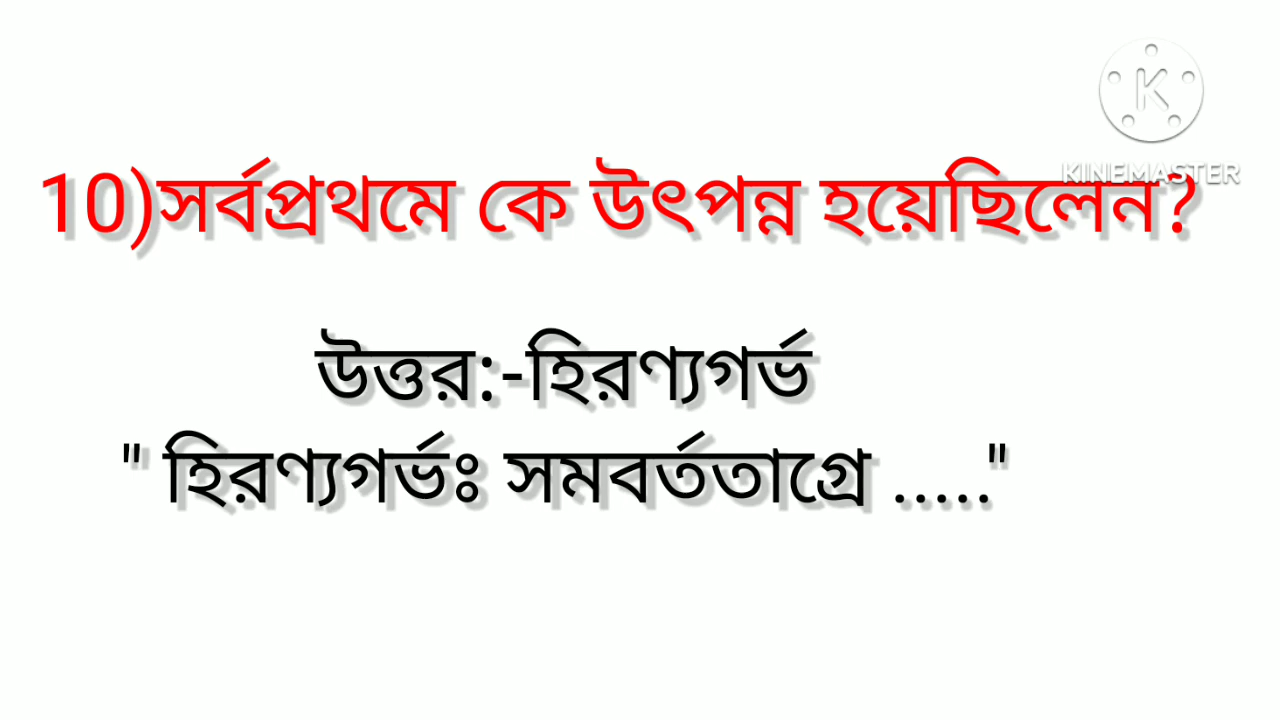 KINEMASTER
10)সর্বপ্রথমে কে উৎপন্ন হয়েছিলেন?
উত্তর:-হিরণ্যগর্ভ
" হিরণ্যগর্ভঃ সমবর্ততাগ্রে ....."